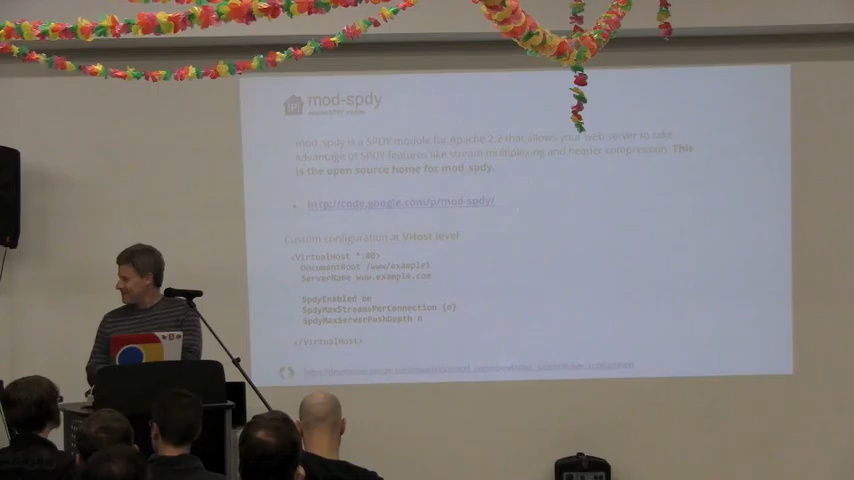 mod-spdy
mod_spdy is a SPDY module for Apache 2.2 that allows your web server to take
advantage of SPDY features like stream multiplexing and header compression. This
is the open source home for mod_spdy.
• http://code.google.com/p/mod-spdy/
Custom configuration at VHost level
<VirtualHost *:80>
DocumentRoot /www/example1
ServerName www.example.com
SpdyEnabled on
SpdyMaxStreamsPerConnection (n)
SpdyMaxServerPushDepth n
</VirtualHost>